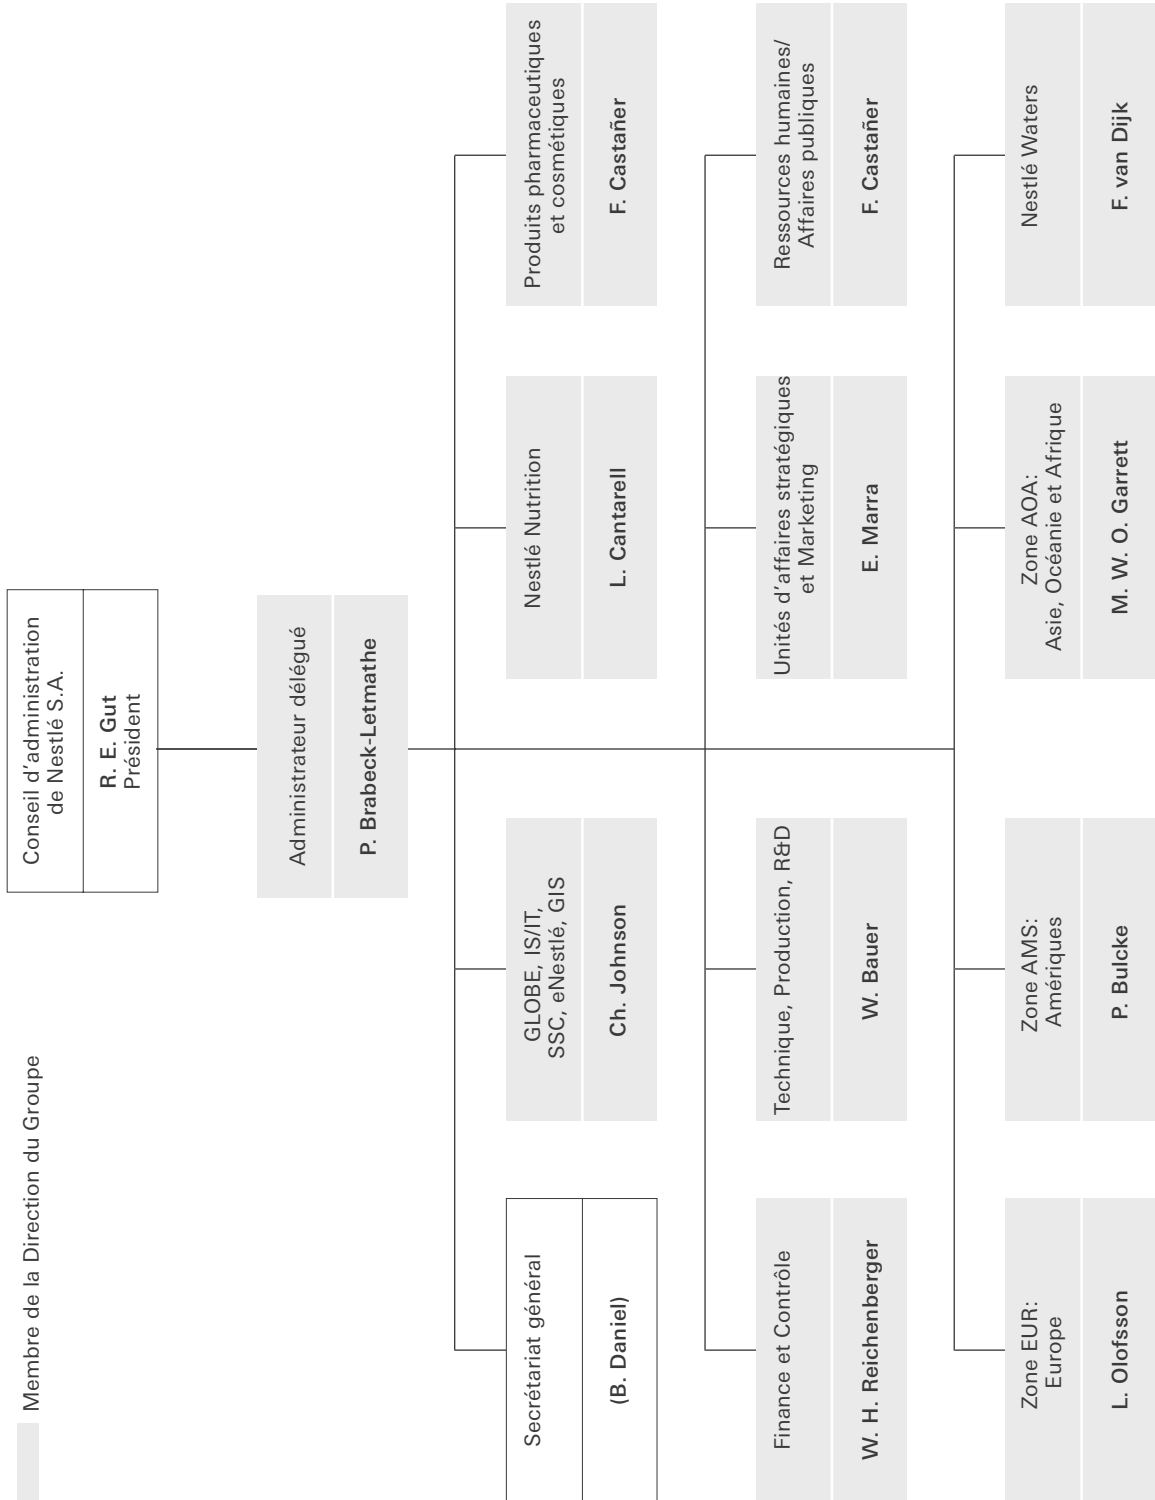 Membre de la Direction du Groupe
Conseil d'administration
de Nestlé S.A.
R. E. Gut
Président
Administrateur délégué
P. Brabeck-Letmathe
Secrétariat général
(B. Daniel)
GLOBE, IS/IT,
SSC, eNestlé, GIS
Ch. Johnson
Nestlé Nutrition
L. Cantarell
Produits pharmaceutiques
et cosmétiques
F. Castañer
Finance et Contrôle
W. H. Reichenberger
Technique, Production, R&D
W. Bauer
Unités d'affaires stratégiques
et Marketing
E. Marra
Ressources humaines/
Affaires publiques
F. Castañer
Zone EUR:
Europe
L. Olofsson
Zone AMS:
Amériques
P. Bulcke
Zone AOA:
Asie, Océanie et Afrique
M. W. O. Garrett
Nestlé Waters
F. van Dijk